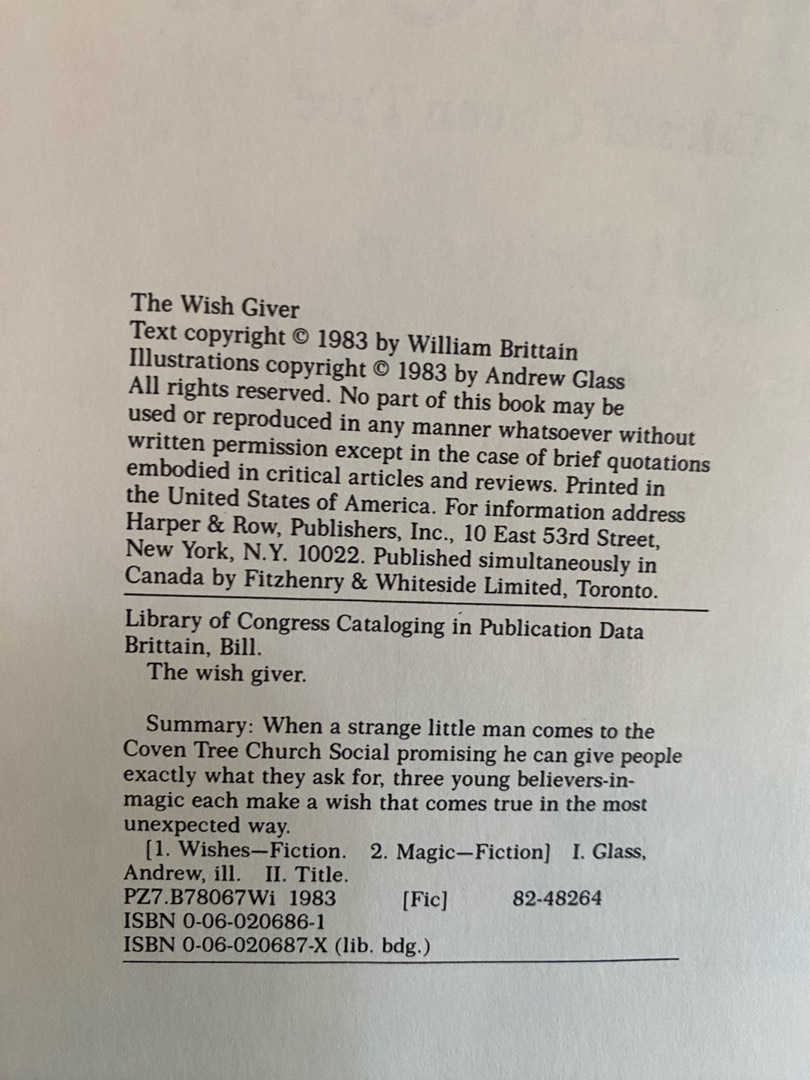 The Wish Giver
Text copyright © 1983 by William Brittain
Illustrations copyright © 1983 by Andrew Glass
All rights reserved. No part of this book may be
used or reproduced in any manner whatsoever without
written permission except in the case of brief quotations
embodied in critical articles and reviews. Printed in
the United States of America. For information address
Harper & Row, Publishers, Inc., 10 East 53rd Street,
New York, N.Y. 10022. Published simultaneously in
Canada by Fitzhenry & Whiteside Limited, Toronto.
Library of Congress Cataloging in Publication Data
Brittain, Bill.
The wish giver.
Summary: When a strange little man comes to the
Coven Tree Church Social promising he can give people
exactly what they ask for, three young believers-in-
magic each make a wish that comes true in the most
unexpected way.
[1. Wishes—Fiction. 2. Magic—Fiction] I. Glass,
Andrew, ill. II. Title.
PZ7.B78067Wi 1983 [Fic] 82-48264
ISBN 0-06-020686-1
ISBN 0-06-020687-X (lib. bdg.)